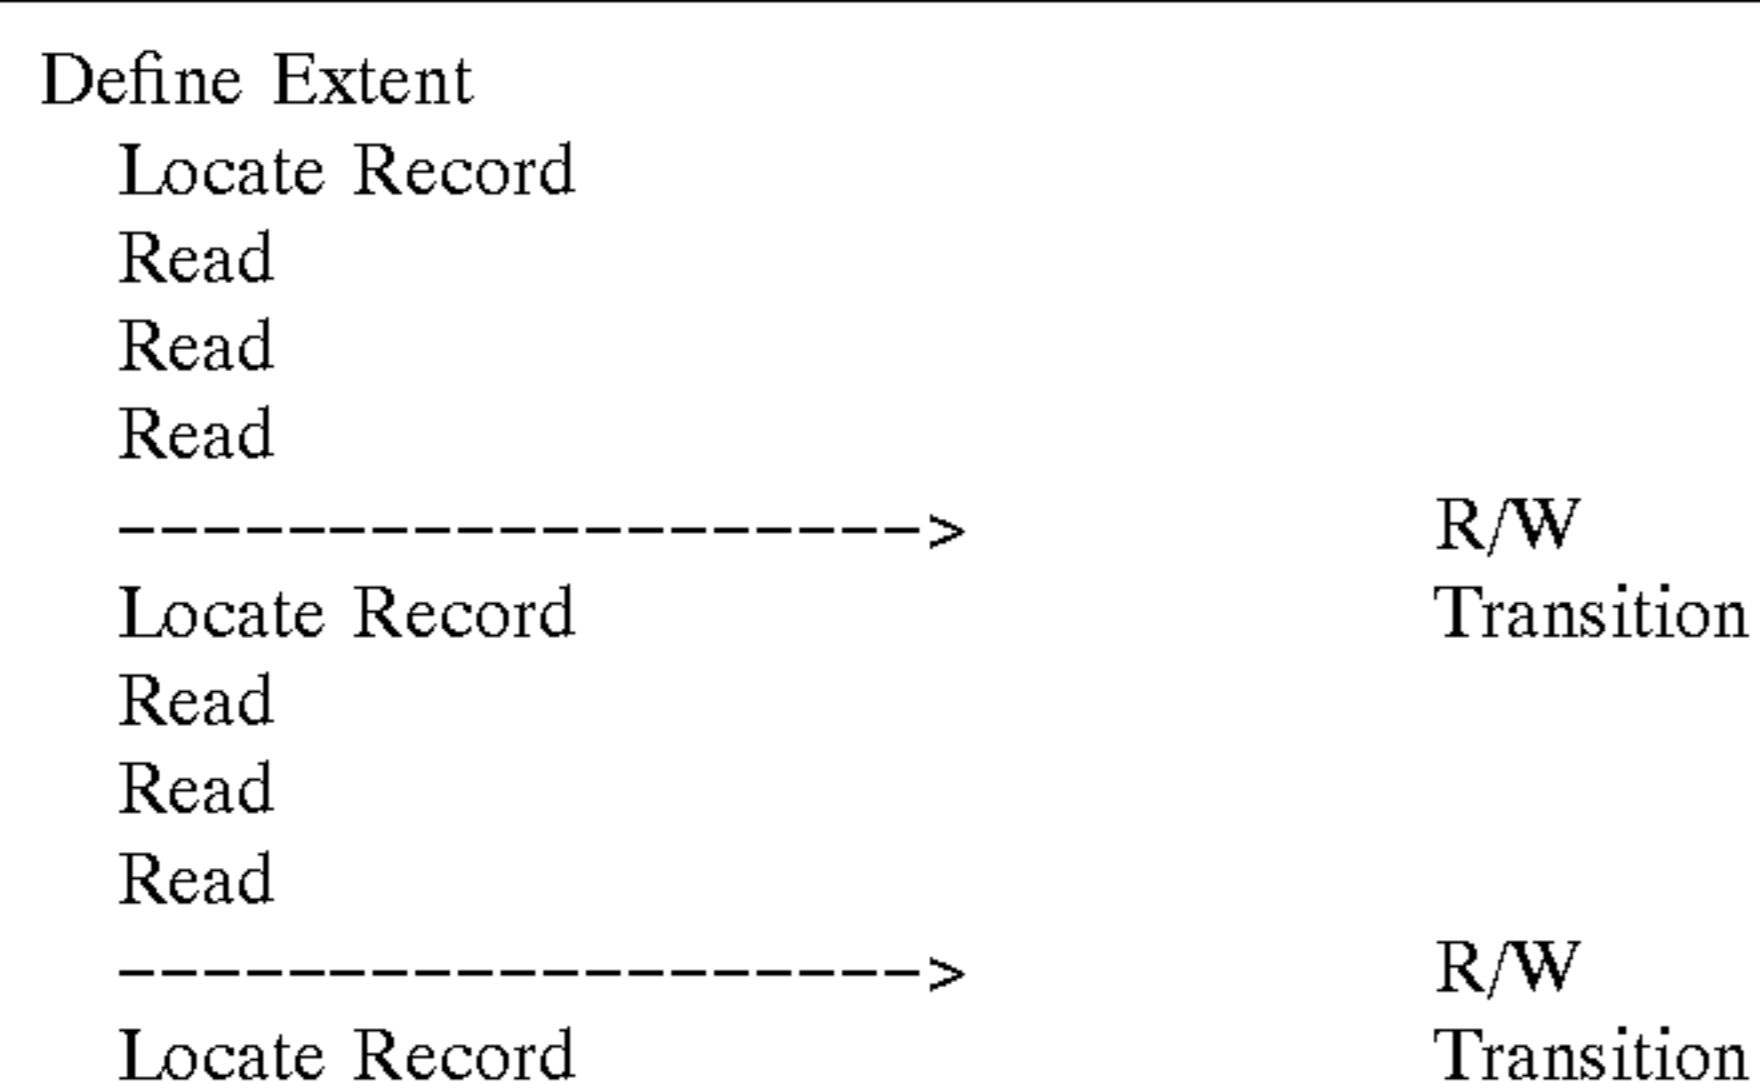 Define Extent
Locate Record
Read
Read
Read
-------------------> R/W
Locate Record Transition
Read
Read
Read
-------------------> R/W
Locate Record Transition